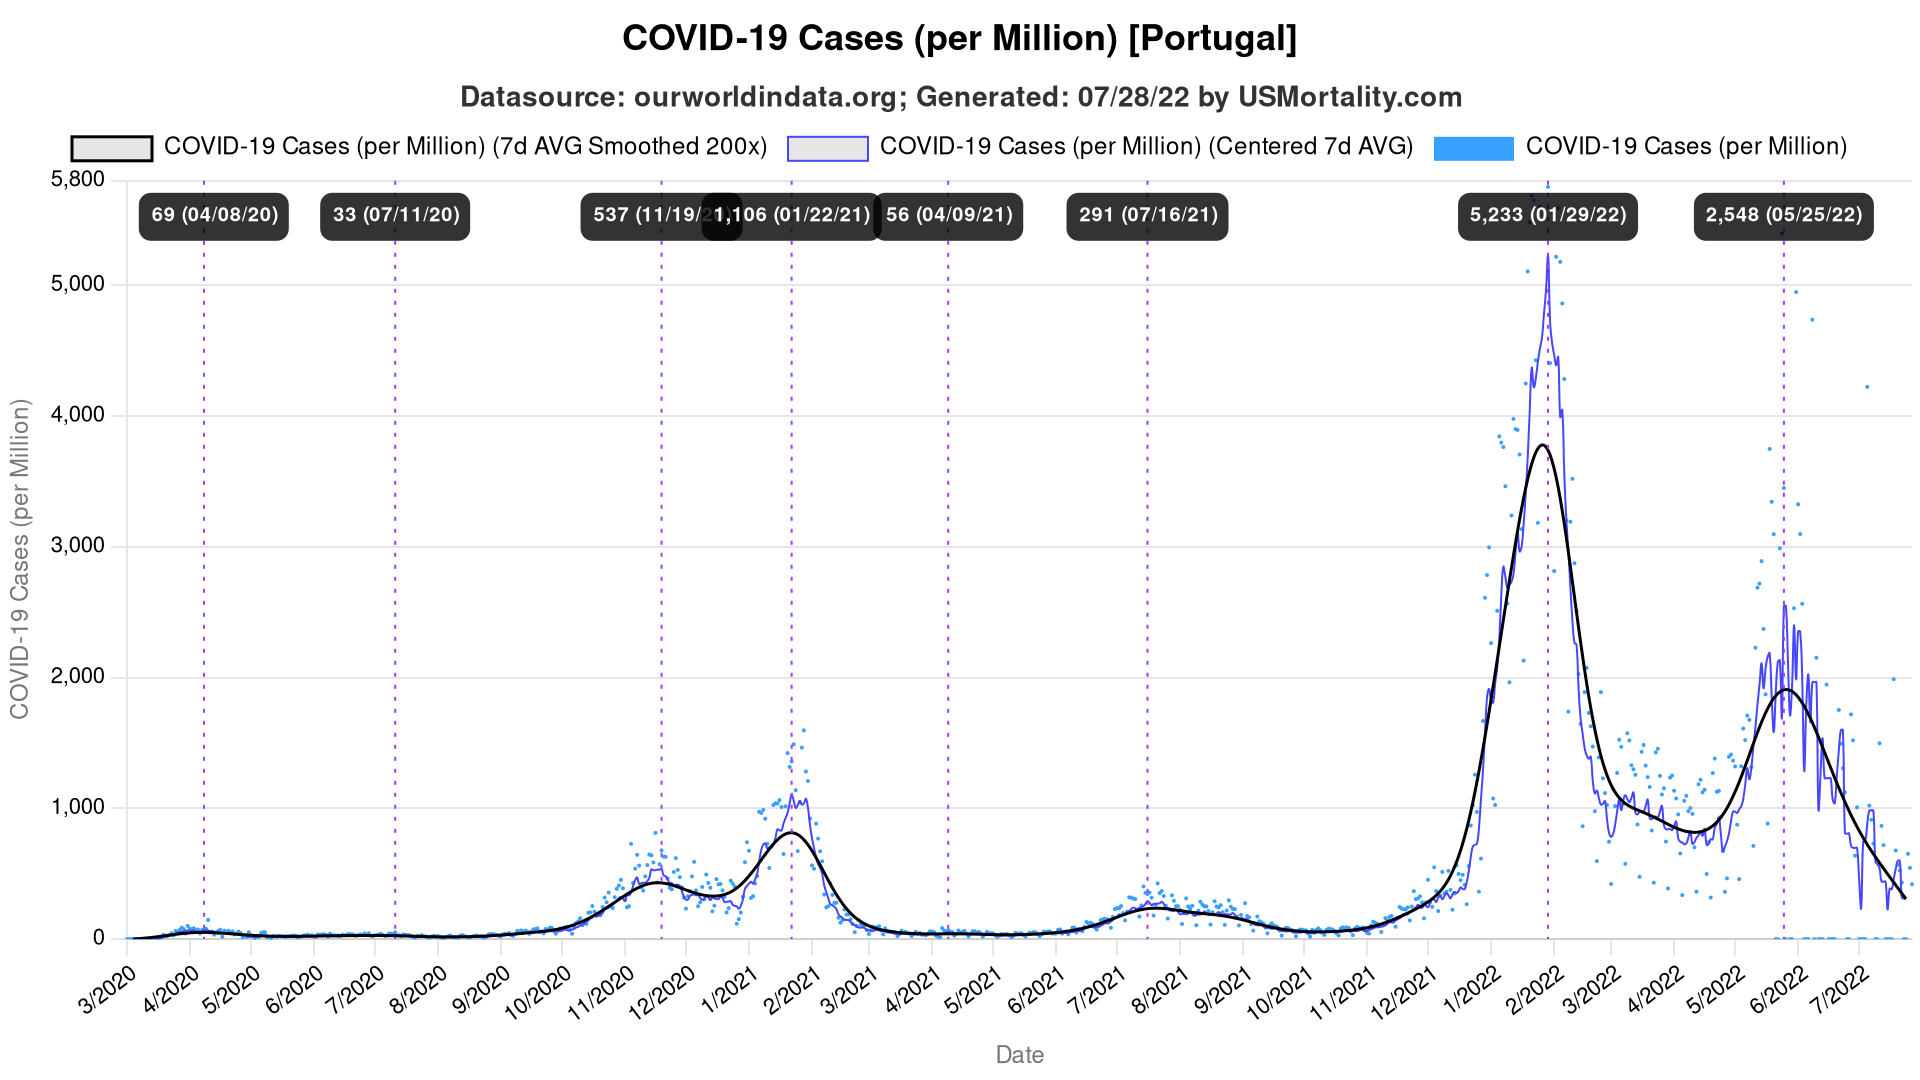 COVID-19 Cases (per Million) [Portugal]
Datasource: ourworldindata.org; Generated: 07/28/22 by USMortality.com
COVID-19 Cases (per Million) (7d AVG Smoothed 200x) COVID-19 Cases (per Million) (Centered 7d AVG) COVID-19 Cases (per Million)
69 (04/08/20) 33 (07/11/20) 537 (11/19/20) 1,106 (01/22/21) 56 (04/09/21) 291 (07/16/21) 5,233 (01/29/22) 2,548 (05/25/22)
5,800
5,000
4,000
3,000
2,000
1,000
0
COVID-19 Cases (per Million)
3/2020 4/2020 5/2020 6/2020 7/2020 8/2020 9/2020 10/2020 11/2020 12/2020 1/2021 2/2021 3/2021 4/2021 5/2021 6/2021 7/2021 8/2021 9/2021 10/2021 11/2021 12/2021 1/2022 2/2022 3/2022 4/2022 5/2022 6/2022 7/2022
Date